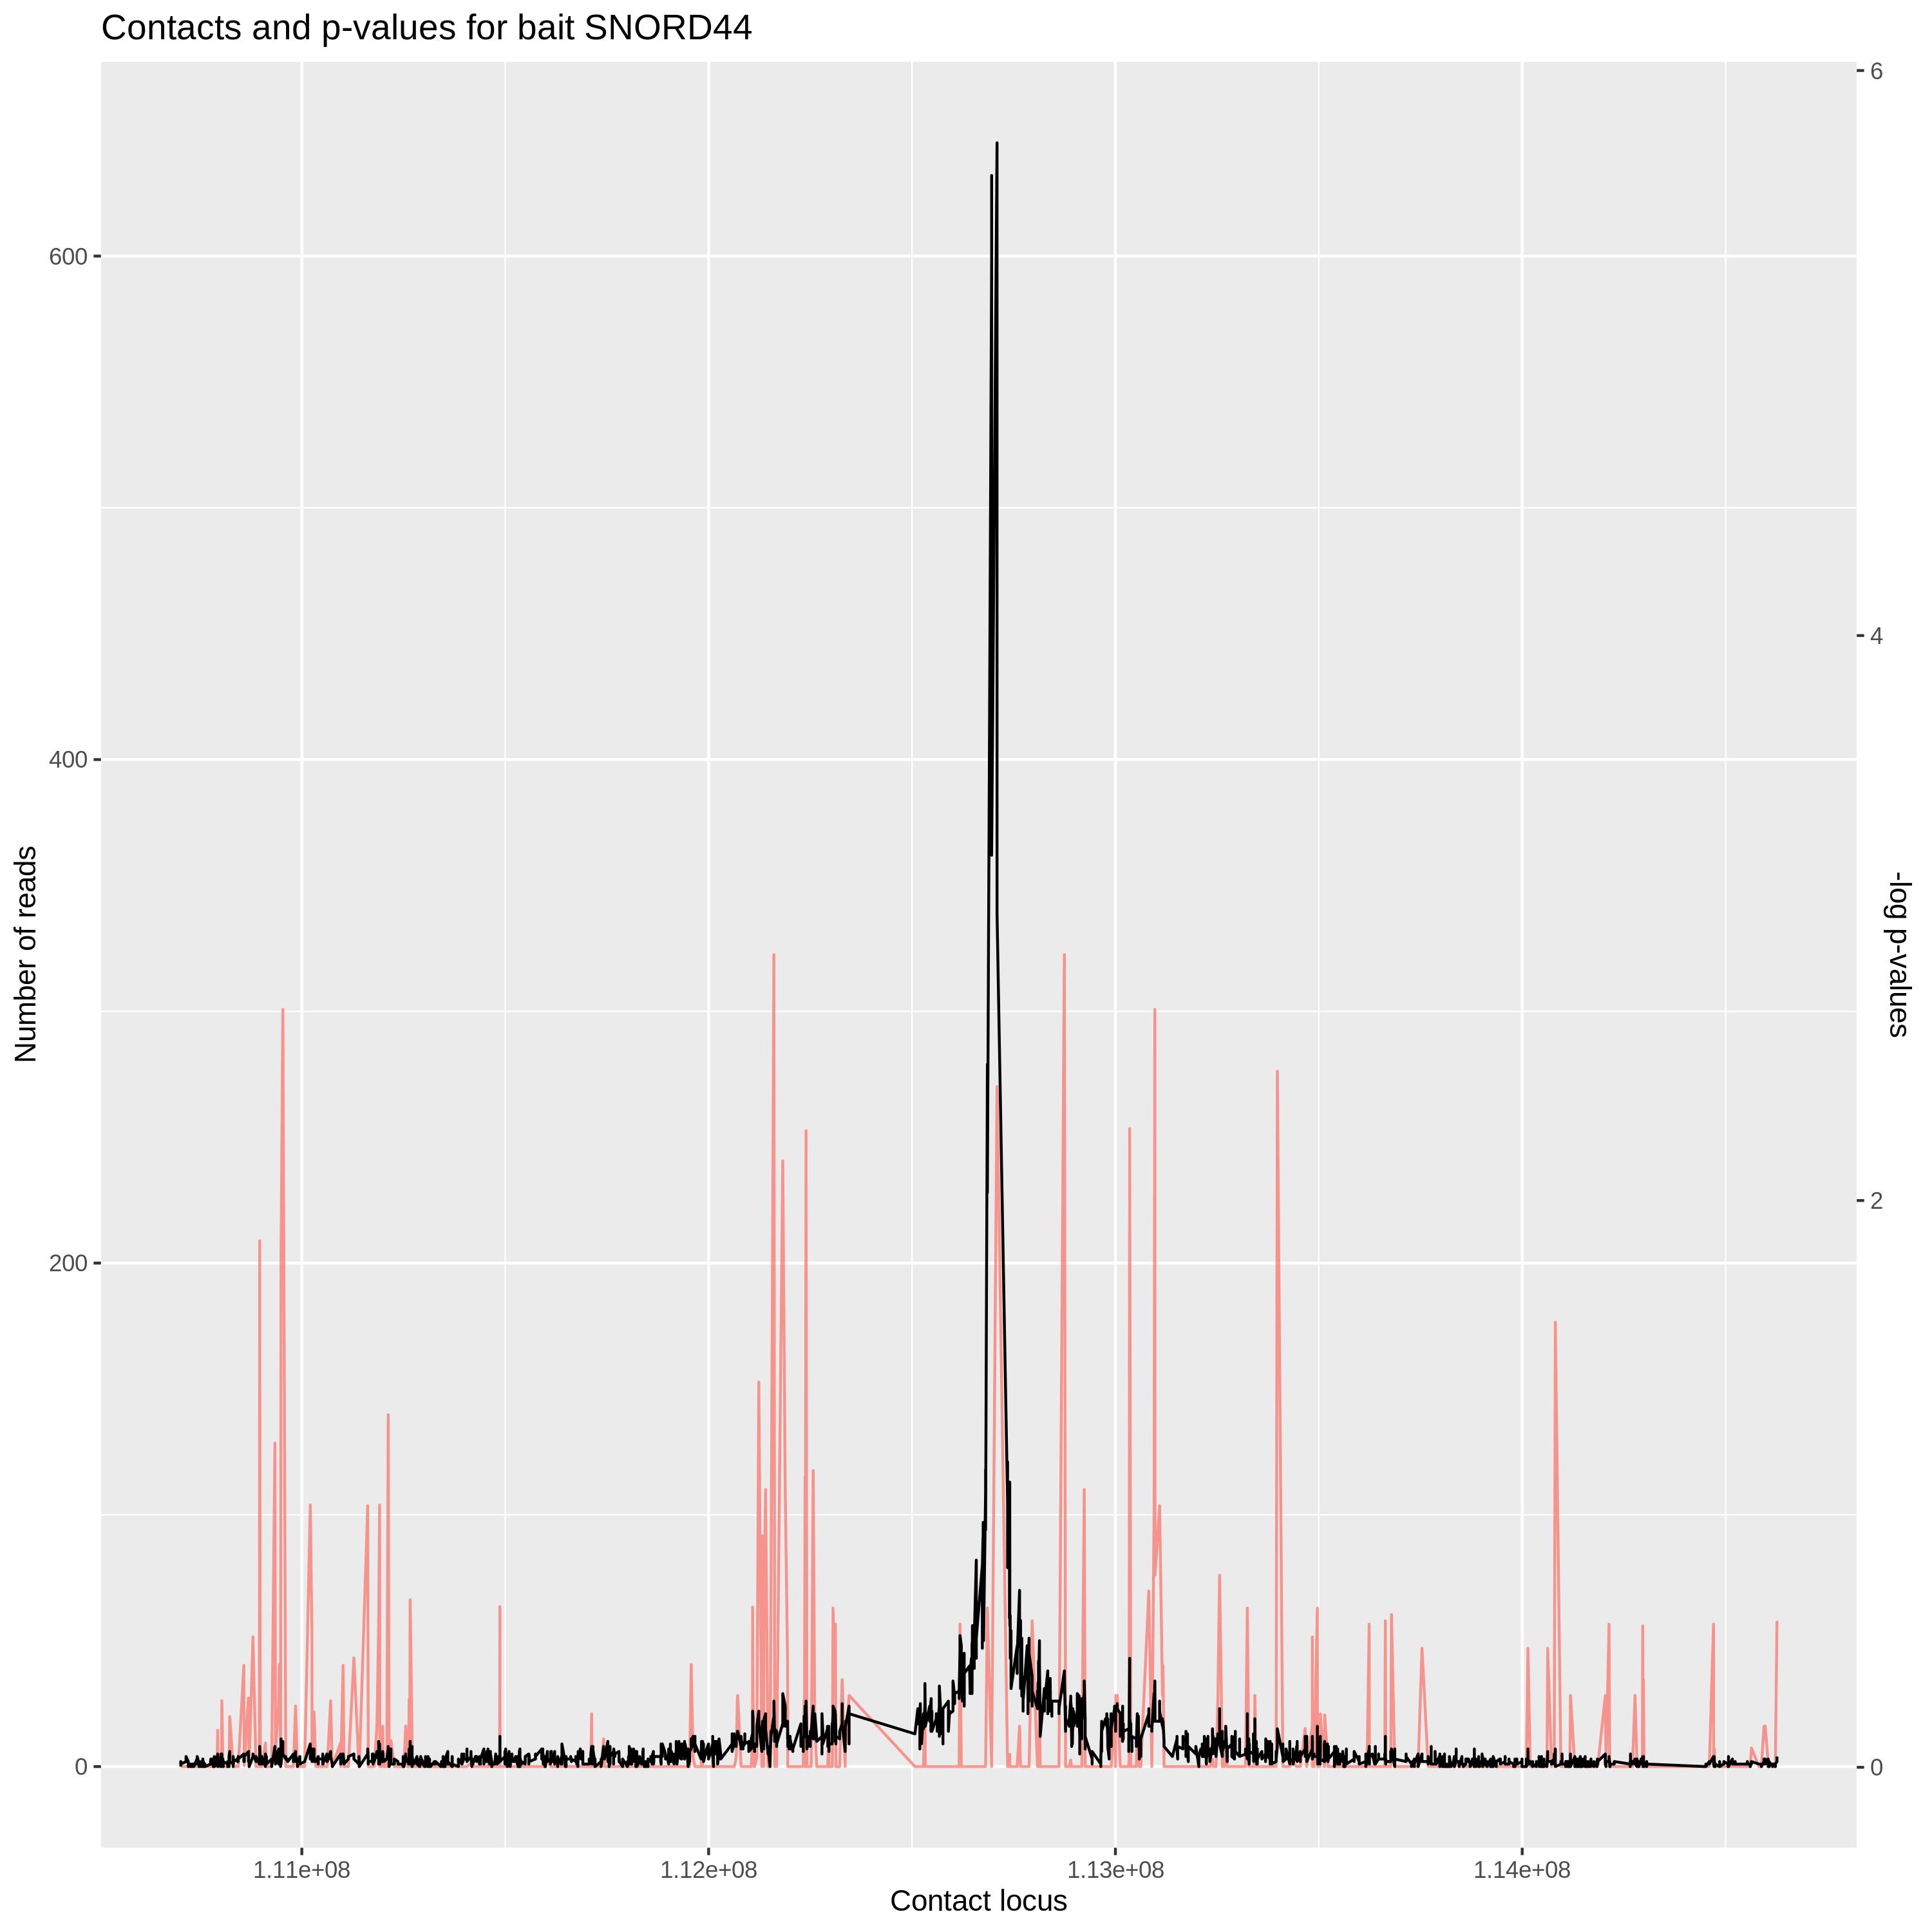 Contacts and p-values for bait SNORD44
Number of reads
600
400
200
0
6
4
2
0
-log p-values
1.11e+08
1.12e+08
1.13e+08
1.14e+08
Contact locus